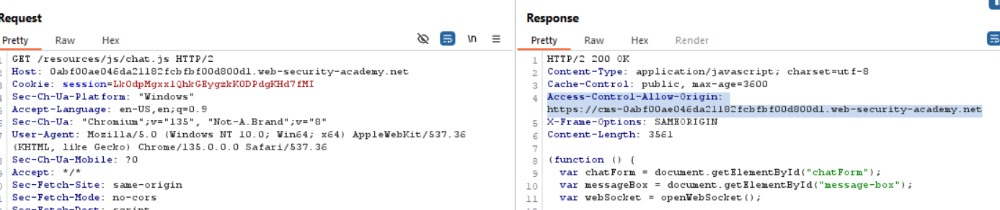 Request
Response
Pretty Raw Hex \n
Pretty Raw Hex Render
GET /resources/js/chat.js HTTP/2
Host: 0abf00ae046da21182fcbfbf00d800d1.web-security-academy.net
Cookie: session=Lk0dpMgxxlQhkGEygzkK0DPdgKHd7fMI
Sec-Ch-Ua-Platform: "Windows"
Accept-Language: en-US,en;q=0.9
Sec-Ch-Ua: "Chromium";v="135", "Not-A.Brand";v="8"
User-Agent: Mozilla/5.0 (Windows NT 10.0; Win64; x64) AppleWebKit/537.36
(KHTML, like Gecko) Chrome/135.0.0.0 Safari/537.36
Sec-Ch-Ua-Mobile: ?0
Accept: */*
Sec-Fetch-Site: same-origin
Sec-Fetch-Mode: no-cors
Sec-Fetch-Dest: script
1 HTTP/2 200 OK
2 Content-Type: application/javascript; charset=utf-8
3 Cache-Control: public, max-age=3600
4 Access-Control-Allow-Origin:
https://cms-0abf00ae046da21182fcbfbf00d800d1.web-security-academy.net
5 X-Frame-Options: SAMEORIGIN
6 Content-Length: 3561
7
8 (function () {
9 var chatForm = document.getElementById("chatForm");
10 var messageBox = document.getElementById("message-box");
11 var webSocket = openWebSocket();